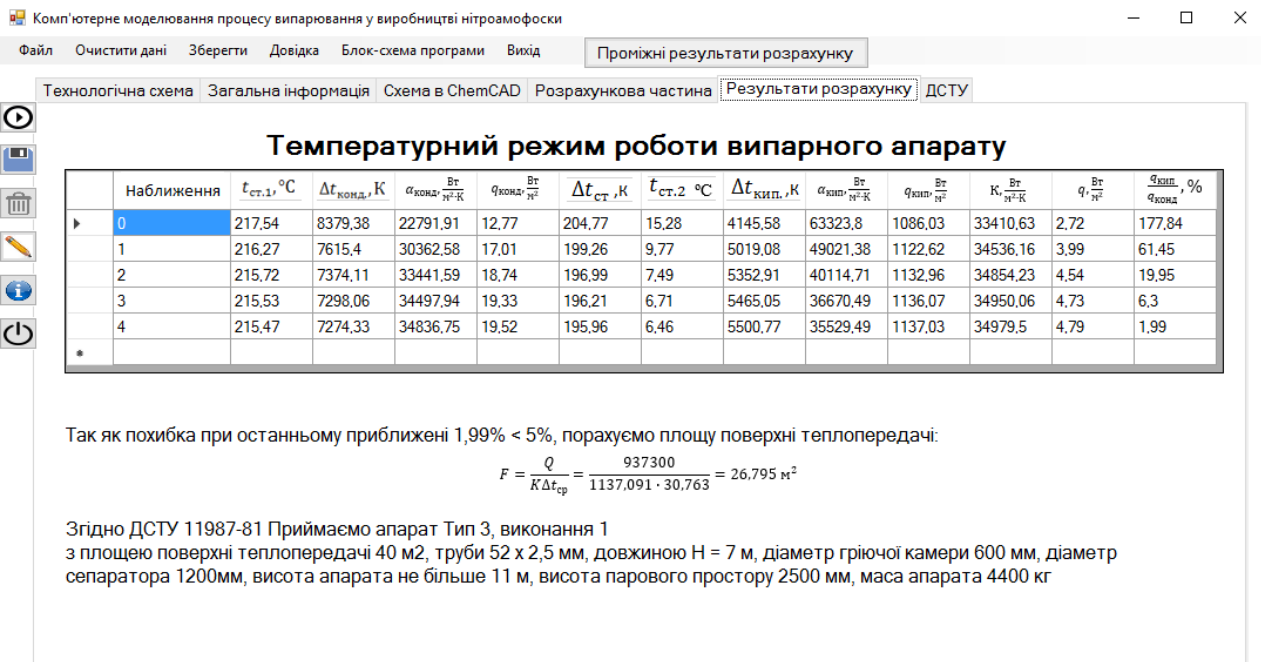 Комп'ютерне моделювання процесу випарювання у виробництві нітроамофоски
Файл Очистити дані Зберегти Довідка Блок-схема програми Вихід Проміжні результати розрахунку
Технологічна схема Загальна інформація Схема в ChemCAD Розрахункова частина Результати розрахунку ДСТУ
Температурний режим роботи випарного апарату
Наближення t_ст.1, °C Δt_конд., К α_конд, Вт/м²·К q_конд, Вт/м² Δt_ст, К t_ст.2 °C Δt_кип., К α_кип, Вт/м²·К q_кип, Вт/м² К, Вт/м²·К q, Вт/м² q_кип/q_конд, %
0 217,54 8379,38 22791,91 12,77 204,77 15,28 4145,58 63323,8 1086,03 33410,63 2,72 177,84
1 216,27 7615,4 30362,58 17,01 199,26 9,77 5019,08 49021,38 1122,62 34536,16 3,99 61,45
2 215,72 7374,11 33441,59 18,74 196,99 7,49 5352,91 40114,71 1132,96 34854,23 4,54 19,95
3 215,53 7298,06 34497,94 19,33 196,21 6,71 5465,05 36670,49 1136,07 34950,06 4,73 6,3
4 215,47 7274,33 34836,75 19,52 195,96 6,46 5500,77 35529,49 1137,03 34979,5 4,79 1,99
Так як похибка при останньому приближені 1,99% < 5%, порахуємо площу поверхні теплопередачі:
F = Q/(KΔt_ср) = 937300/(1137,091 · 30,763) = 26,795 м²
Згідно ДСТУ 11987-81 Приймаємо апарат Тип 3, виконання 1
з площею поверхні теплопередачі 40 м2, труби 52 х 2,5 мм, довжиною Н = 7 м, діаметр гріючої камери 600 мм, діаметр
сепаратора 1200мм, висота апарата не більше 11 м, висота парового простору 2500 мм, маса апарата 4400 кг